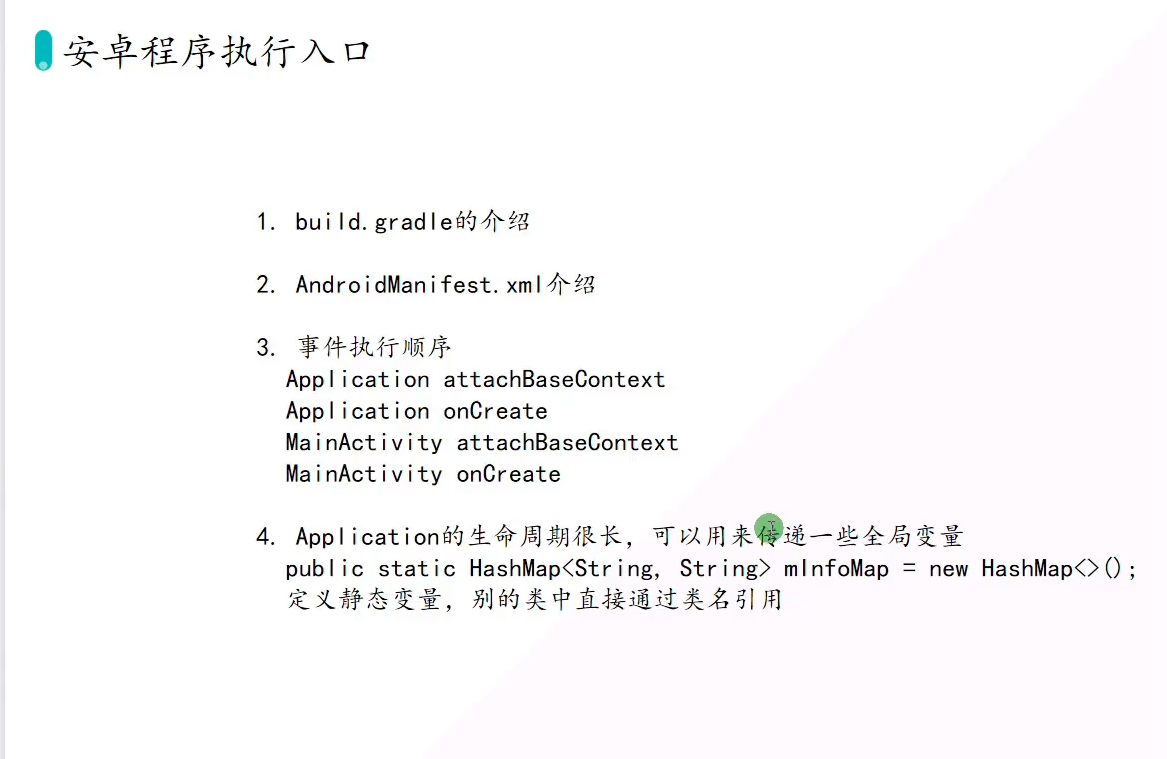 安卓程序执行入口
1. build.gradle的介绍
2. AndroidManifest.xml介绍
3. 事件执行顺序
Application attachBaseContext
Application onCreate
MainActivity attachBaseContext
MainActivity onCreate
4. Application的生命周期很长，可以用来传递一些全局变量
public static HashMap<String, String> mInfoMap = new HashMap<>();
定义静态变量，别的类中直接通过类名引用